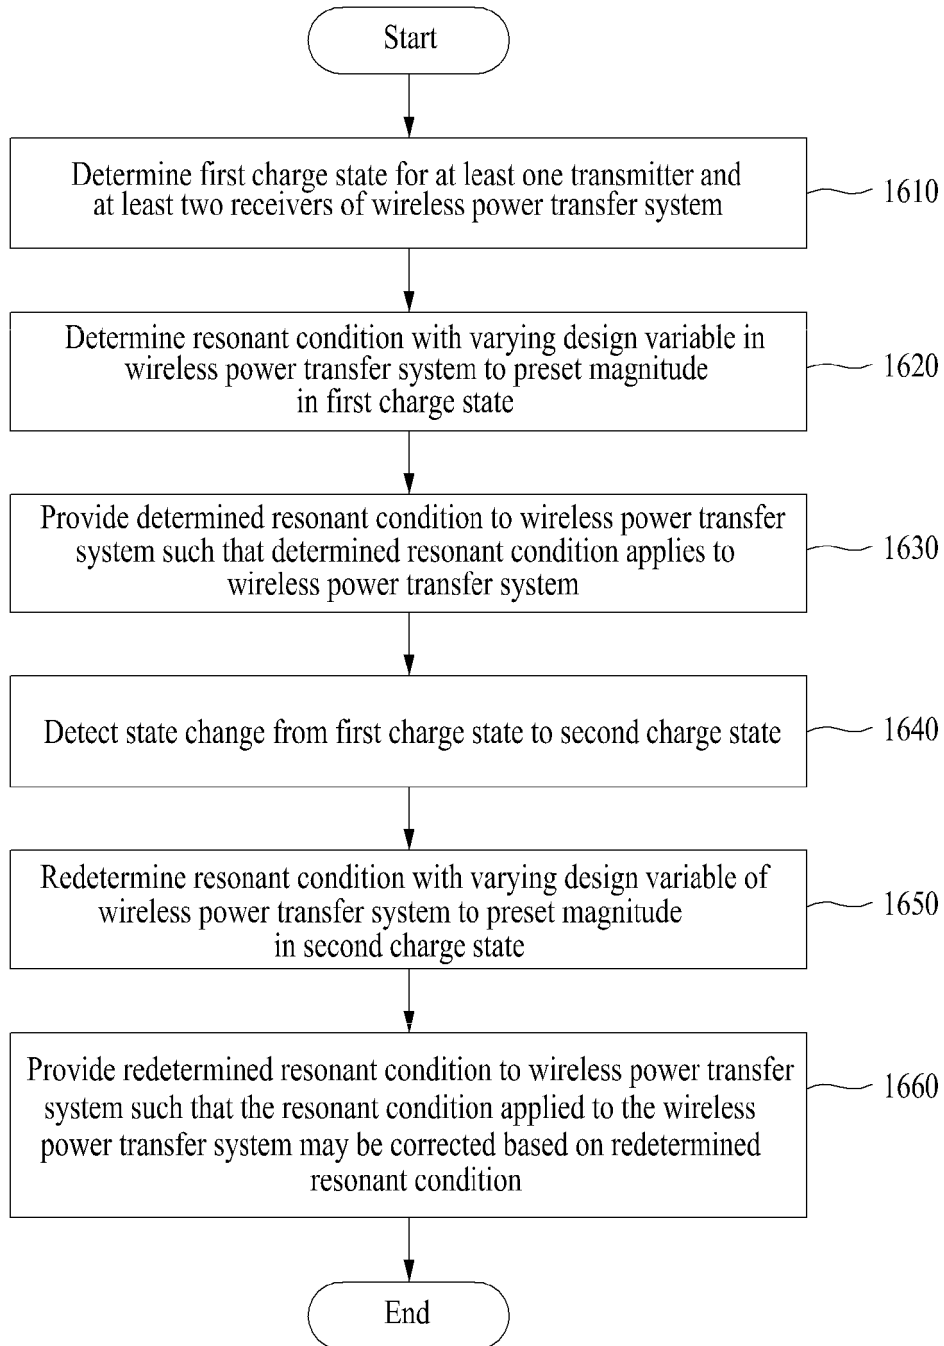 Start
Determine first charge state for at least one transmitter and
at least two receivers of wireless power transfer system
1610
Determine resonant condition with varying design variable in
wireless power transfer system to preset magnitude
in first charge state
1620
Provide determined resonant condition to wireless power transfer
system such that determined resonant condition applies to
wireless power transfer system
1630
Detect state change from first charge state to second charge state
1640
Redetermine resonant condition with varying design variable of
wireless power transfer system to preset magnitude
in second charge state
1650
Provide redetermined resonant condition to wireless power transfer
system such that the resonant condition applied to the wireless
power transfer system may be corrected based on redetermined
resonant condition
1660
End